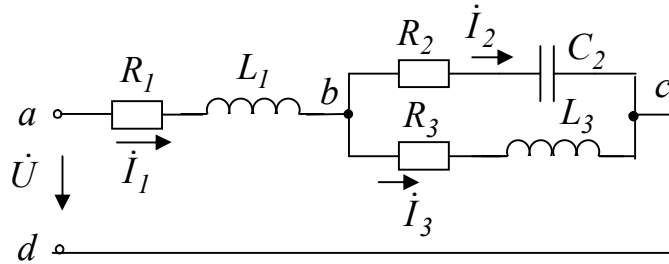 R₂ İ₂ C₂
R₁ L₁ b c
a R₃ L₃
U̇ İ₁ İ₃
d